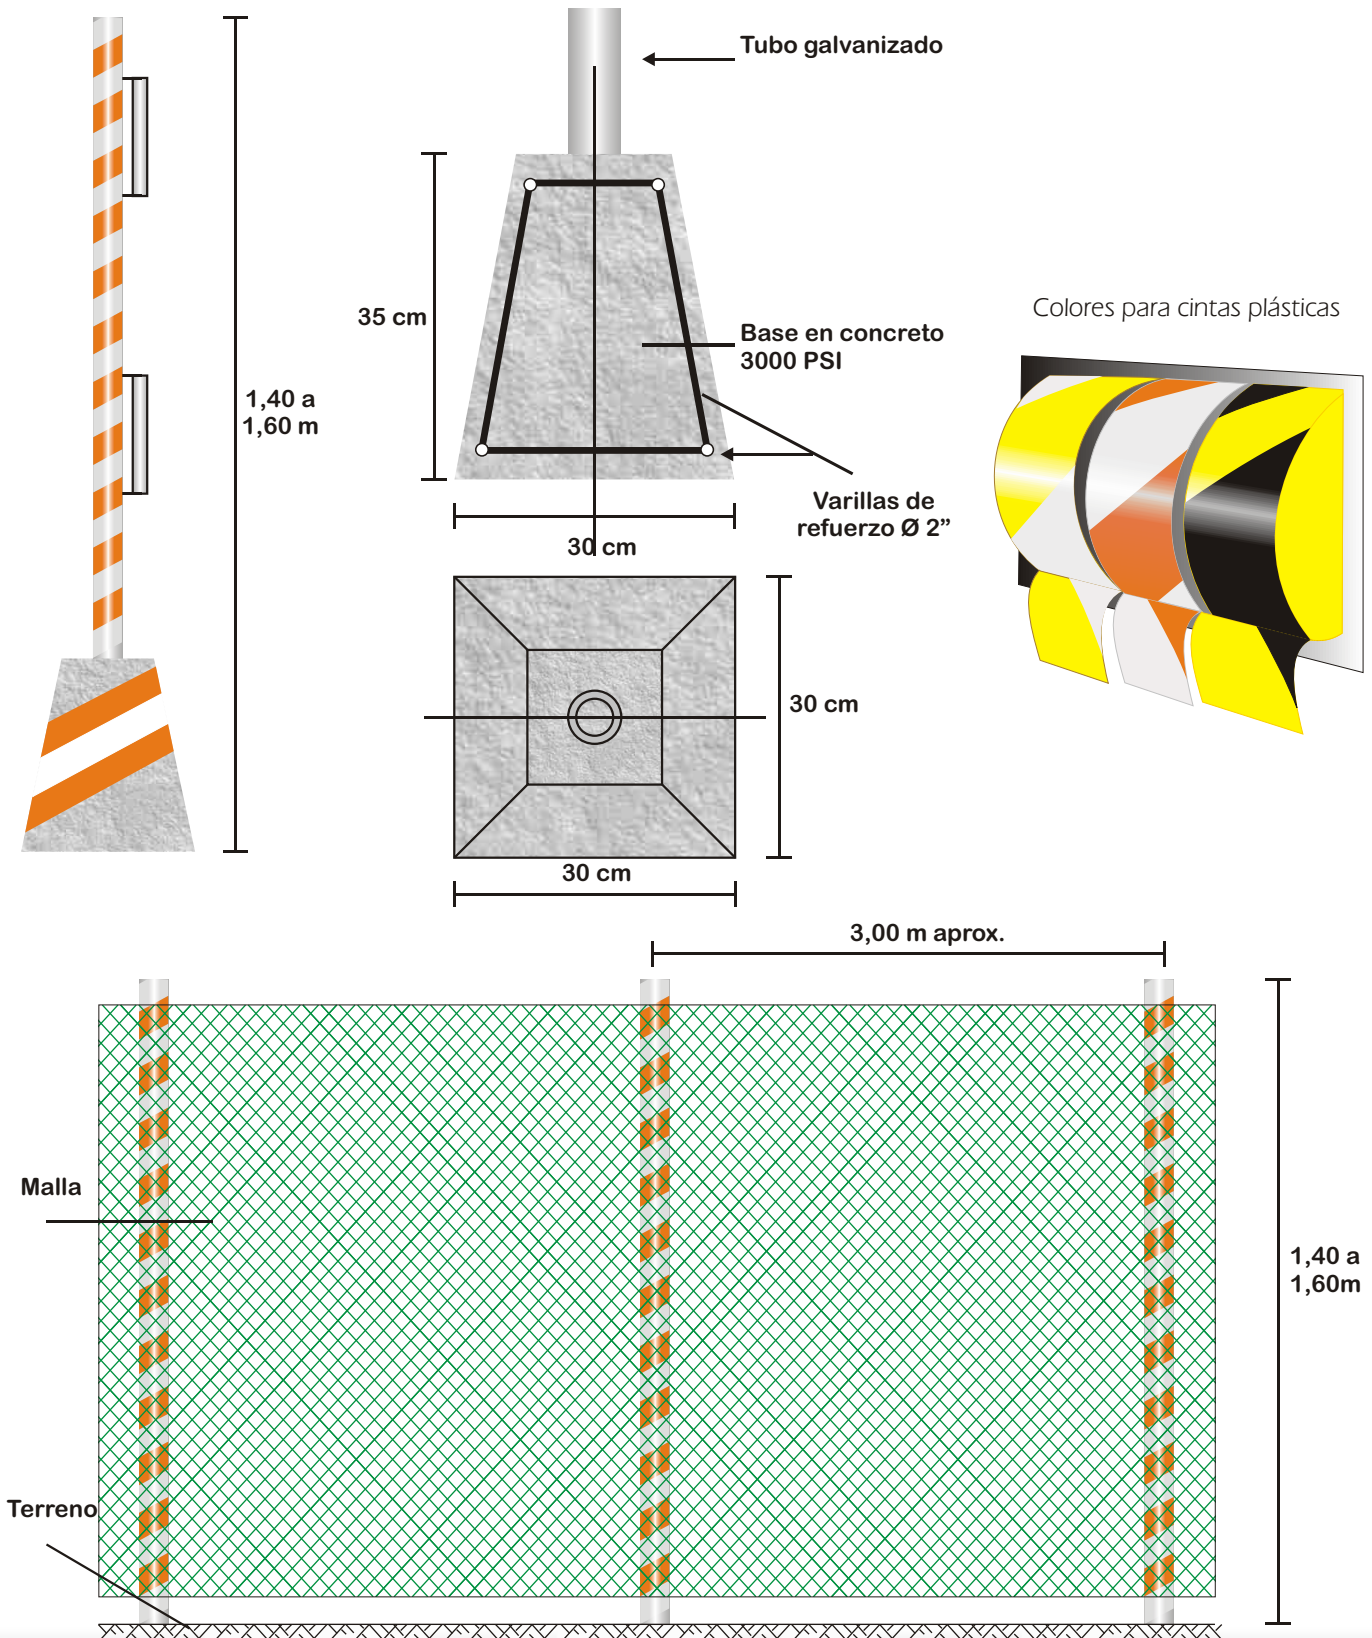 Tubo galvanizado
35 cm
Base en concreto
3000 PSI
Colores para cintas plásticas
1,40 a
1,60 m
Varillas de
refuerzo Ø 2”
30 cm
30 cm
30 cm
3,00 m aprox.
Malla
1,40 a
1,60m
Terreno